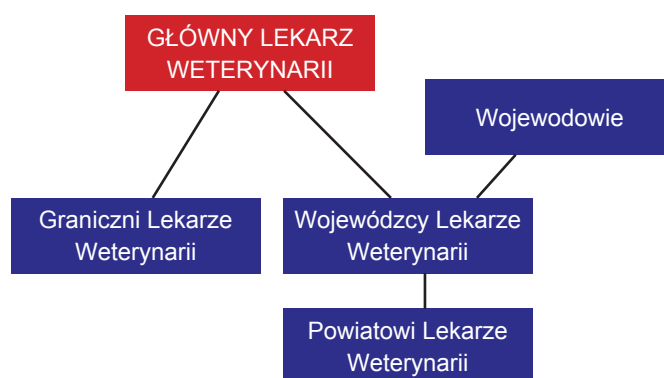 GŁÓWNY LEKARZ
WETERYNARII
Wojewodowie
Graniczni Lekarze
Weterynarii
Wojewódzcy Lekarze
Weterynarii
Powiatowi Lekarze
Weterynarii